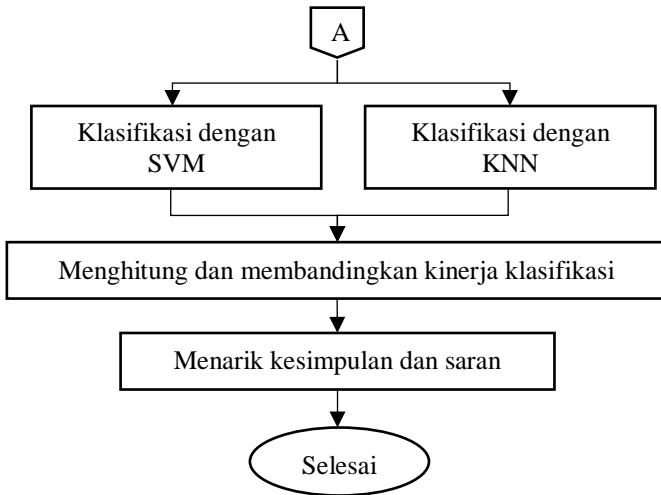 A
Klasifikasi dengan
SVM
Klasifikasi dengan
KNN
Menghitung dan membandingkan kinerja klasifikasi
Menarik kesimpulan dan saran
Selesai